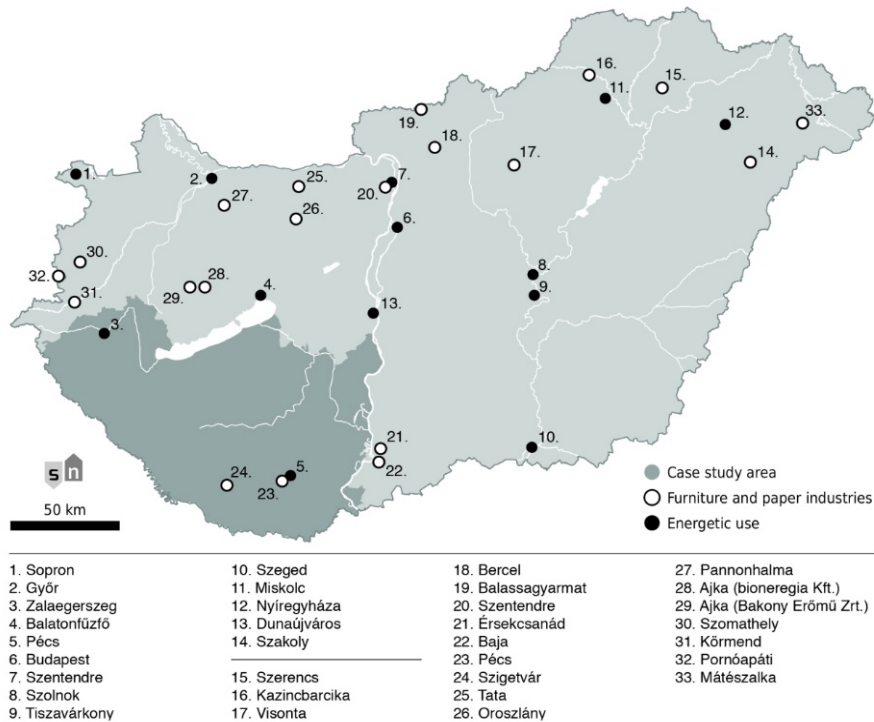 16.
15.
11.
12.
33.
19.
18.
17.
14.
1.
2.
25.
7.
20.
27.
26.
6.
30.
32.
28.
29.
4.
8.
9.
31.
3.
13.
21.
22.
10.
5.
24.
23.
s n
50 km
Case study area
Furniture and paper industries
Energetic use
1. Sopron
2. Győr
3. Zalaegerszeg
4. Balatonfűzfő
5. Pécs
6. Budapest
7. Szentendre
8. Szolnok
9. Tiszavárkony
10. Szeged
11. Miskolc
12. Nyíregyháza
13. Dunaújváros
14. Szakoly
15. Szerencs
16. Kazincbarcika
17. Visonta
18. Bercel
19. Balassagyarmat
20. Szentendre
21. Érsekcsanád
22. Baja
23. Pécs
24. Szigetvár
25. Tata
26. Oroszlány
27. Pannonhalma
28. Ajka (bioneregia Kft.)
29. Ajka (Bakony Erőmű Zrt.)
30. Szomathely
31. Körmend
32. Pornóapáti
33. Mátészalka